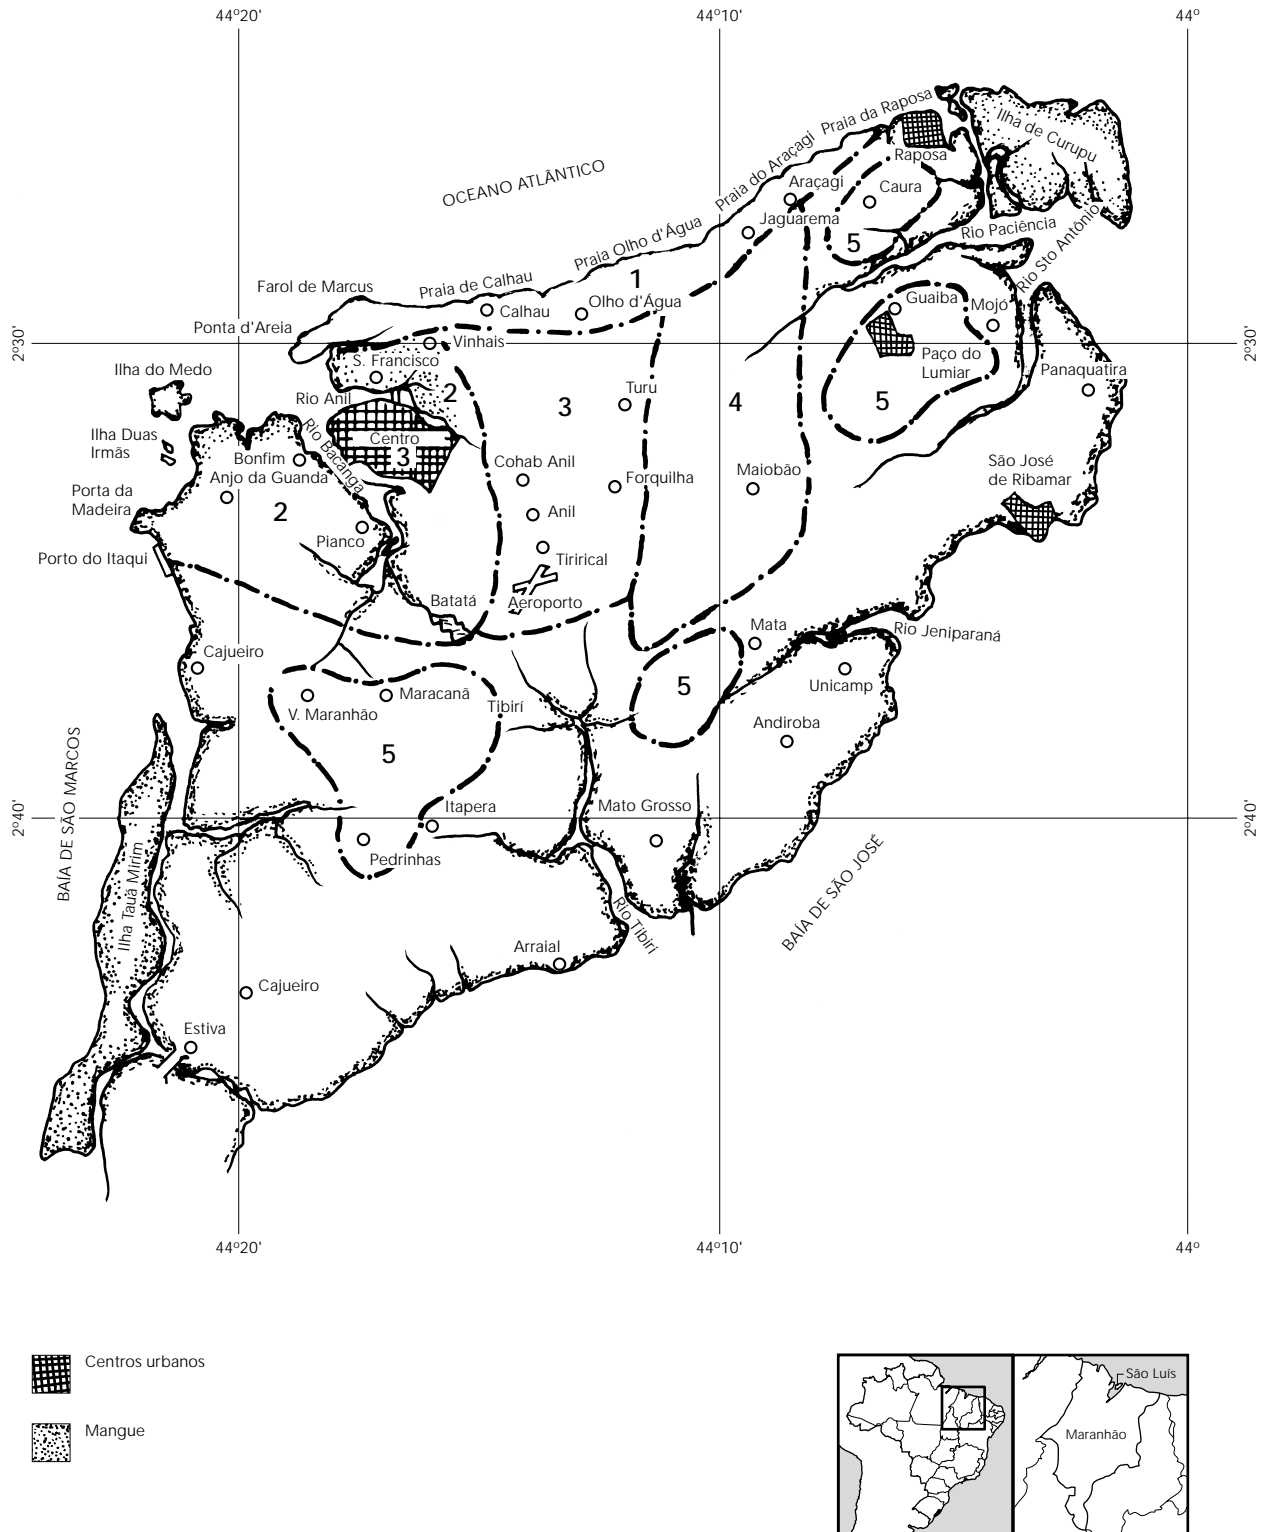 44º20'
44º10'
44º
Praia da Raposa
Ilha de Curupu
Praia do Araçagi
Raposa
OCEANO ATLÂNTICO
Araçagi
Caura
Jaguarema
Rio Paciência
Rio Sto Antônio
5
Praia Olho d'Água
1
Praia de Calhau
Farol de Marcus
Olho d'Água
Calhau
Guaiba
Mojó
Ponta d'Areia
2º30'
2º30'
Vinhais
S. Francisco
Paço do
Lumiar
Panaquatira
Ilha do Medo
Rio Anil
2
3
Turu
4
5
Ilha Duas
Irmãs
Rio Bacanga
Centro
3
Bonfim
Anjo da Guanda
Cohab Anil
Forquilha
Maiobão
São José
de Ribamar
Porta da
Madeira
2
Anil
Pianco
Porto do Itaqui
Tirirical
Aeroporto
Batatá
Mata
Rio Jeniparaná
Cajueiro
Unicamp
5
V. Maranhão
Maracanã
Tibirí
Andiroba
5
BAÍA DE SÃO MARCOS
Itapera
Mato Grosso
2º40'
2º40'
Pedrinhas
Ilha Tauá Mirim
BAÍA DE SÃO JOSÉ
Rio Tibiri
Arraial
Cajueiro
Estiva
44º20'
44º10'
44º
Centros urbanos
Mangue
São Luís
Maranhão